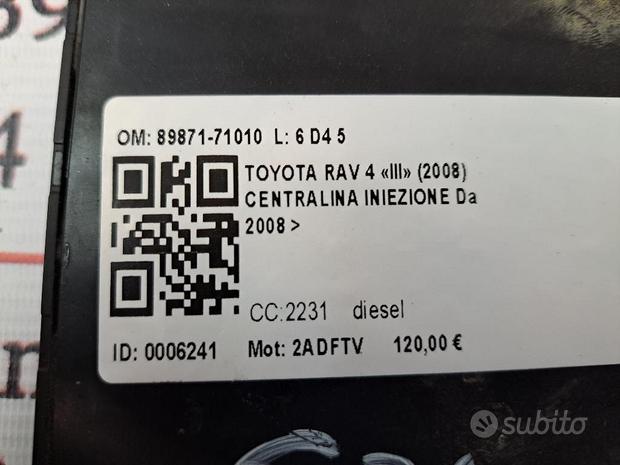 OM: 89871-71010 L: 6 D4 5
TOYOTA RAV 4 «III» (2008)
CENTRALINA INIEZIONE Da
2008 >
CC:2231 diesel
ID: 0006241 Mot: 2ADFTV 120,00 €
subito